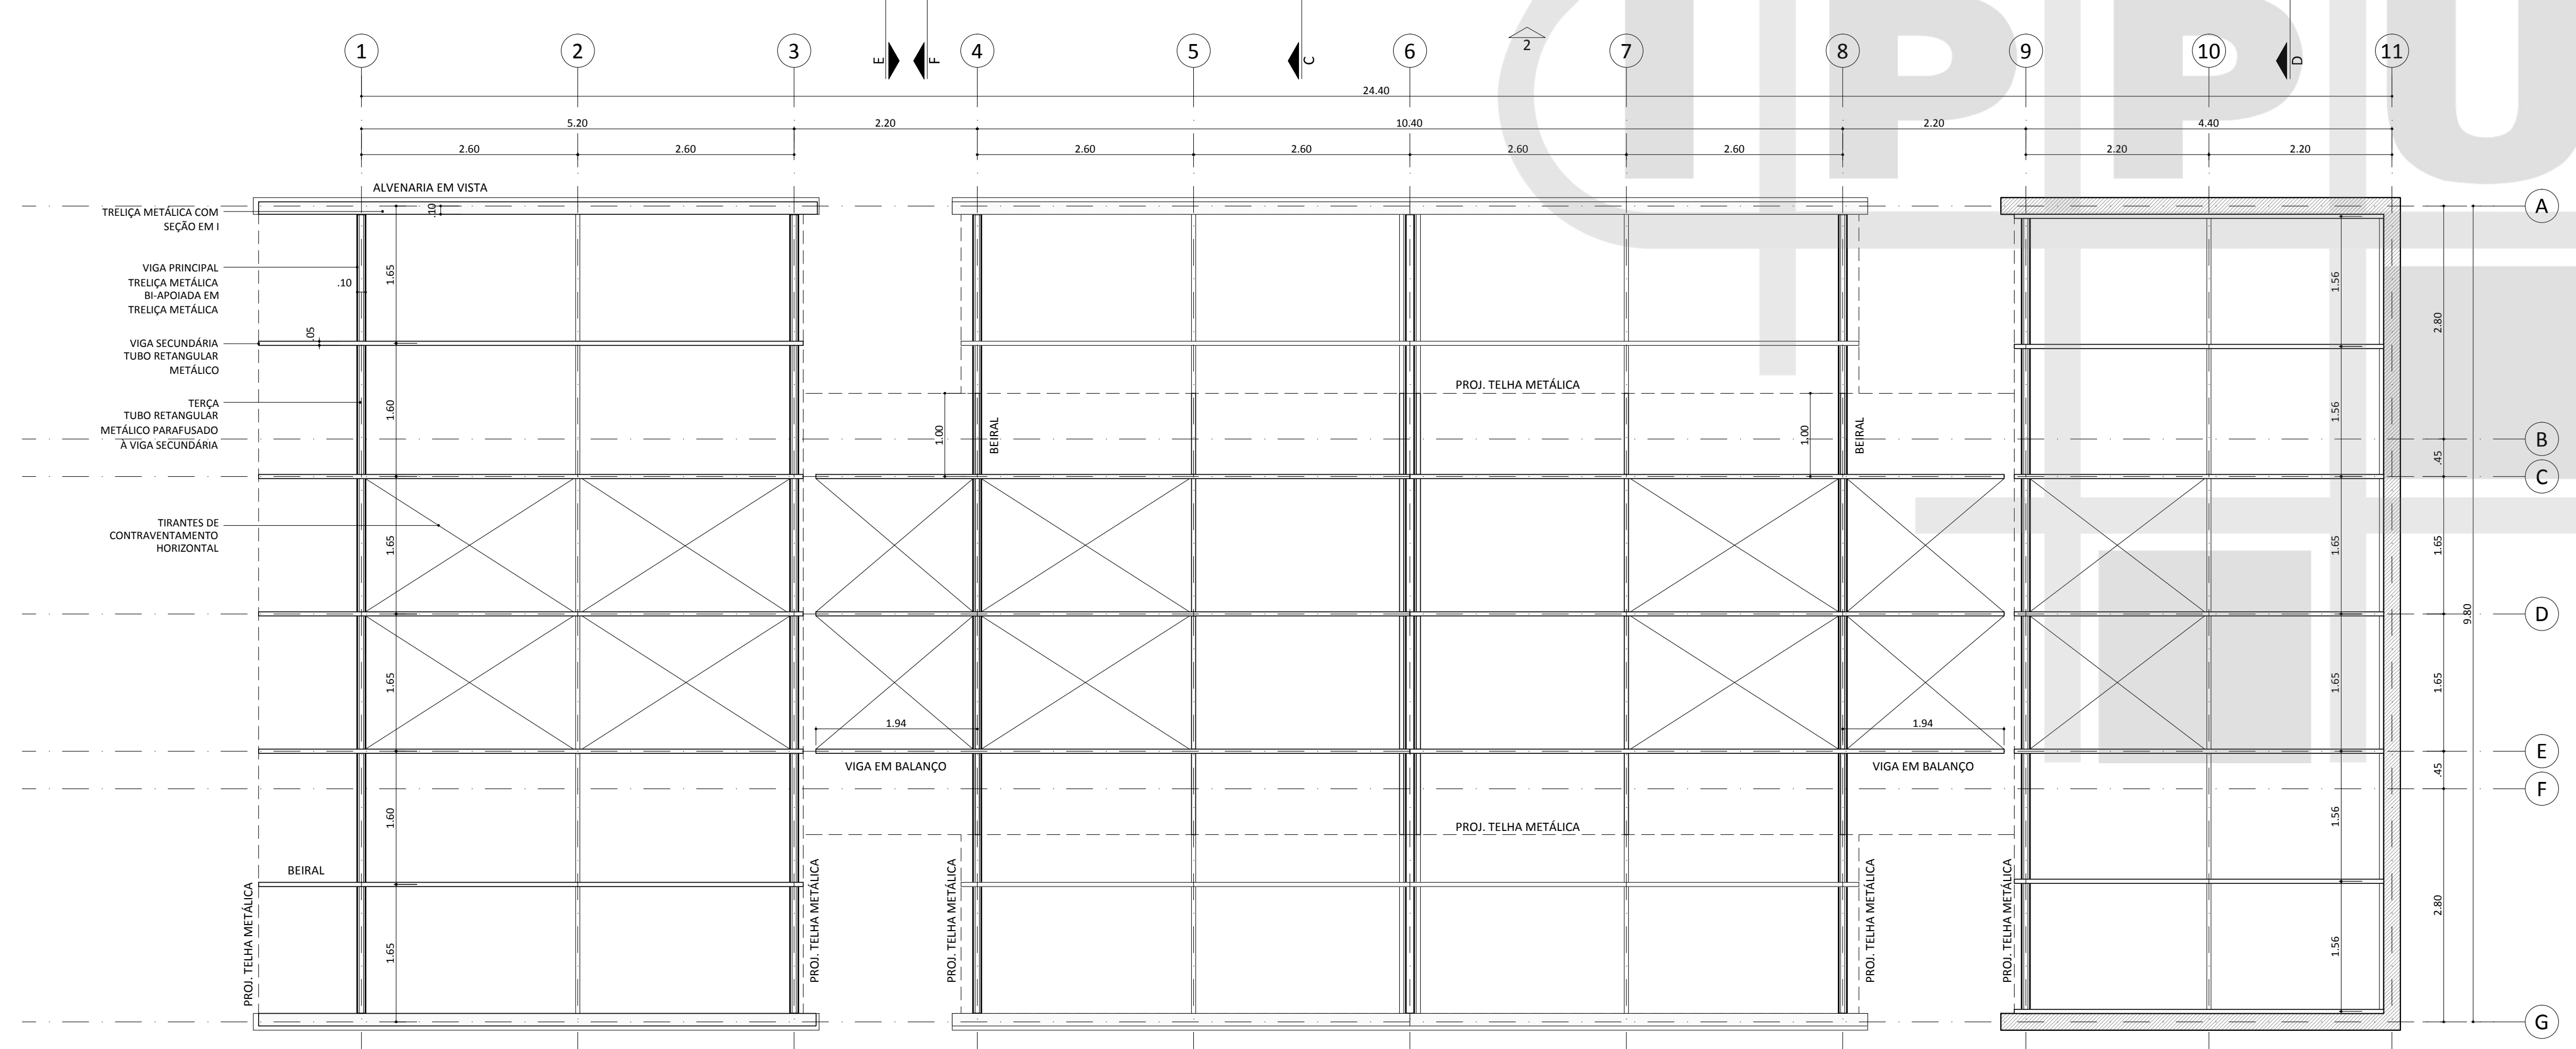 1 2 3 E F 4 5 C 6 2 7 8 9 10 D 11
24.40
5.20 2.20 10.40 2.20 4.40
2.60 2.60 2.60 2.60 2.60 2.60 2.20 2.20
IPPU
ALVENARIA EM VISTA
TRELIÇA METÁLICA COM
SEÇÃO EM I
.10
A
VIGA PRINCIPAL
TRELIÇA METÁLICA
BI-APOIADA EM
TRELIÇA METÁLICA
.10
1.65
1.56
2.80
VIGA SECUNDÁRIA
TUBO RETANGULAR
METÁLICO
.05
PROJ. TELHA METÁLICA
TERÇA
TUBO RETANGULAR
METÁLICO PARAFUSADO
À VIGA SECUNDÁRIA
1.60
1.00
BEIRAL
1.00
BEIRAL
1.56
B
.45
C
TIRANTES DE
CONTRAVENTAMENTO
HORIZONTAL
1.65
1.65
1.65
D
9.80
1.65
1.65
1.65
1.94
1.94
E
VIGA EM BALANÇO
VIGA EM BALANÇO
.45
F
1.60
1.56
PROJ. TELHA METÁLICA
BEIRAL
PROJ. TELHA METÁLICA
PROJ. TELHA METÁLICA
PROJ. TELHA METÁLICA
PROJ. TELHA METÁLICA
PROJ. TELHA METÁLICA
1.65
1.56
2.80
G